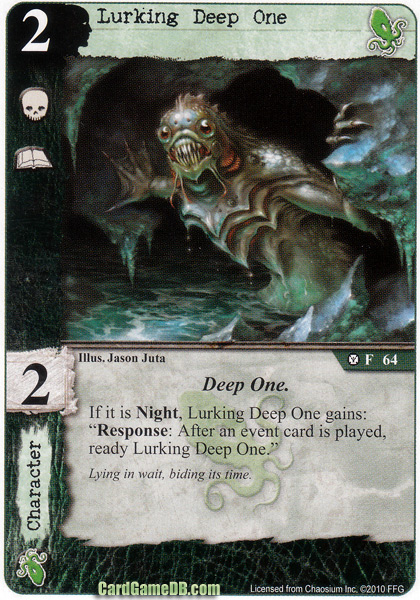 2
Lurking Deep One
Illus. Jason Juta
F 64
2
Deep One.
If it is Night, Lurking Deep One gains:
“Response: After an event card is played,
ready Lurking Deep One.”
Lying in wait, biding its time.
Character
CardGameDB.com
Licensed from Chaosium Inc. ©2010 FFG